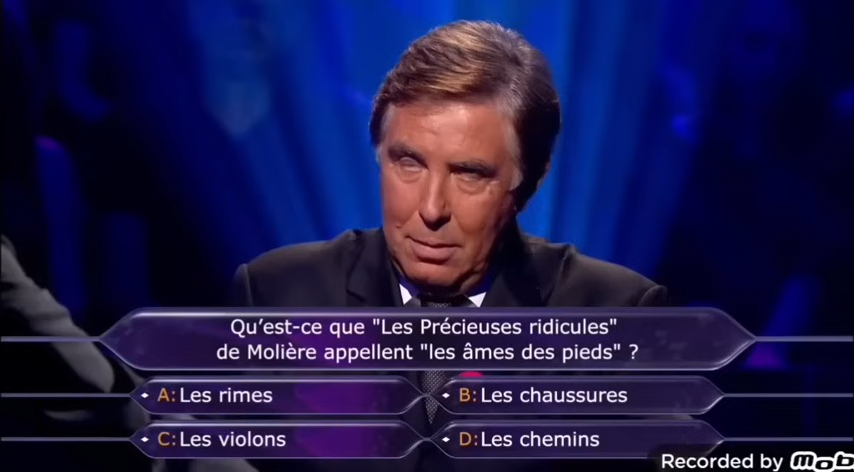 Qu'est-ce que "Les Précieuses ridicules"
de Molière appellent "les âmes des pieds" ?
A: Les rimes
B: Les chaussures
C: Les violons
D: Les chemins
Recorded by mob